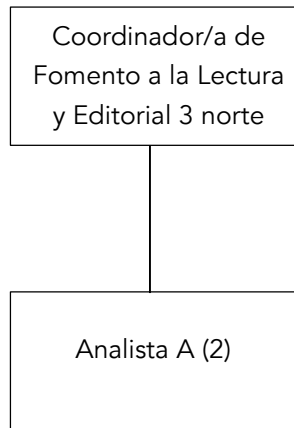 Coordinador/a de
Fomento a la Lectura
y Editorial 3 norte
Analista A (2)